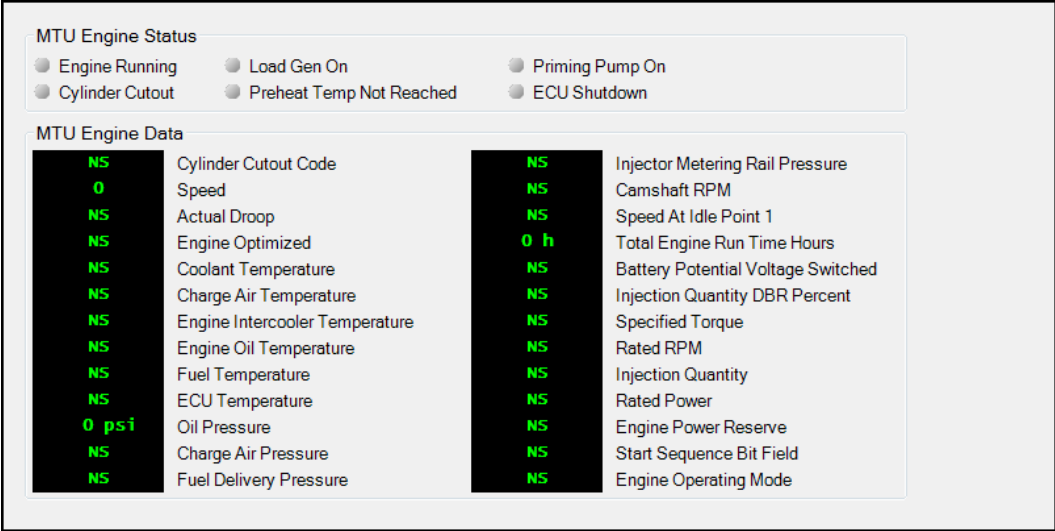 MTU Engine Status
Engine Running Load Gen On Priming Pump On
Cylinder Cutout Preheat Temp Not Reached ECU Shutdown
MTU Engine Data
NS Cylinder Cutout Code NS Injector Metering Rail Pressure
0 Speed NS Camshaft RPM
NS Actual Droop NS Speed At Idle Point 1
NS Engine Optimized 0 h Total Engine Run Time Hours
NS Coolant Temperature NS Battery Potential Voltage Switched
NS Charge Air Temperature NS Injection Quantity DBR Percent
NS Engine Intercooler Temperature NS Specified Torque
NS Engine Oil Temperature NS Rated RPM
NS Fuel Temperature NS Injection Quantity
NS ECU Temperature NS Rated Power
0 psi Oil Pressure NS Engine Power Reserve
NS Charge Air Pressure NS Start Sequence Bit Field
NS Fuel Delivery Pressure NS Engine Operating Mode